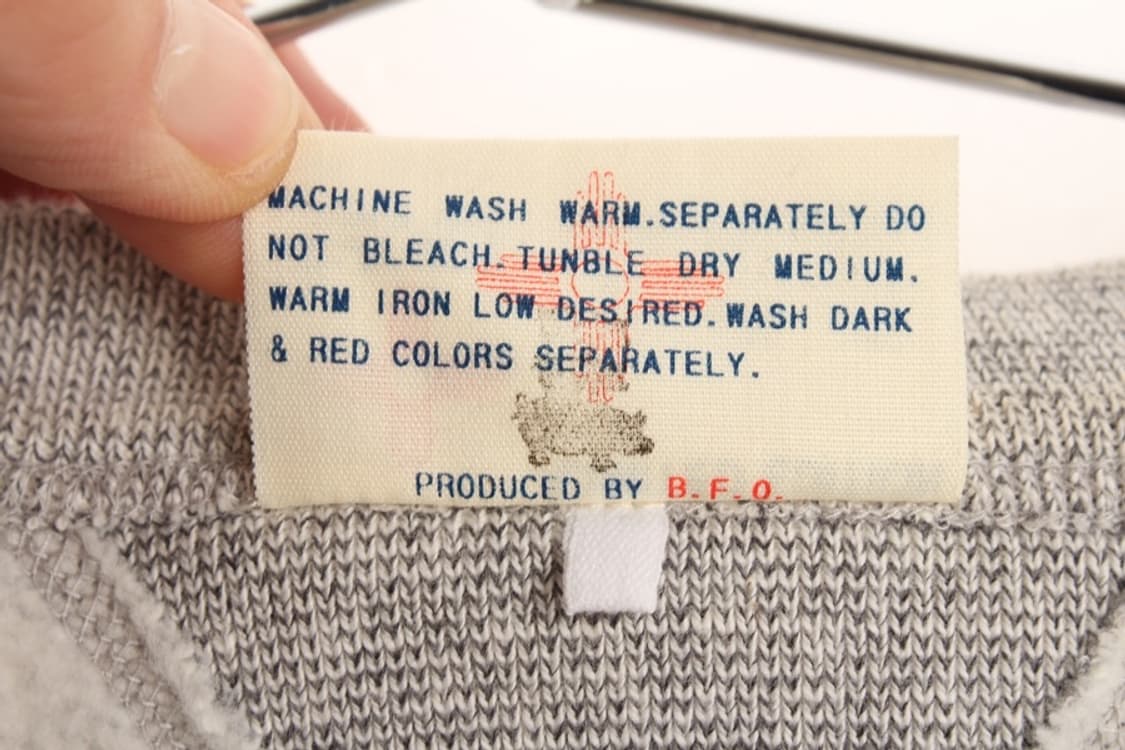 MACHINE WASH WARM.SEPARATELY DO
NOT BLEACH. TUNBLE DRY MEDIUM.
WARM IRON LOW DESIRED. WASH DARK
& RED COLORS SEPARATELY.
PRODUCED BY B.F.O.